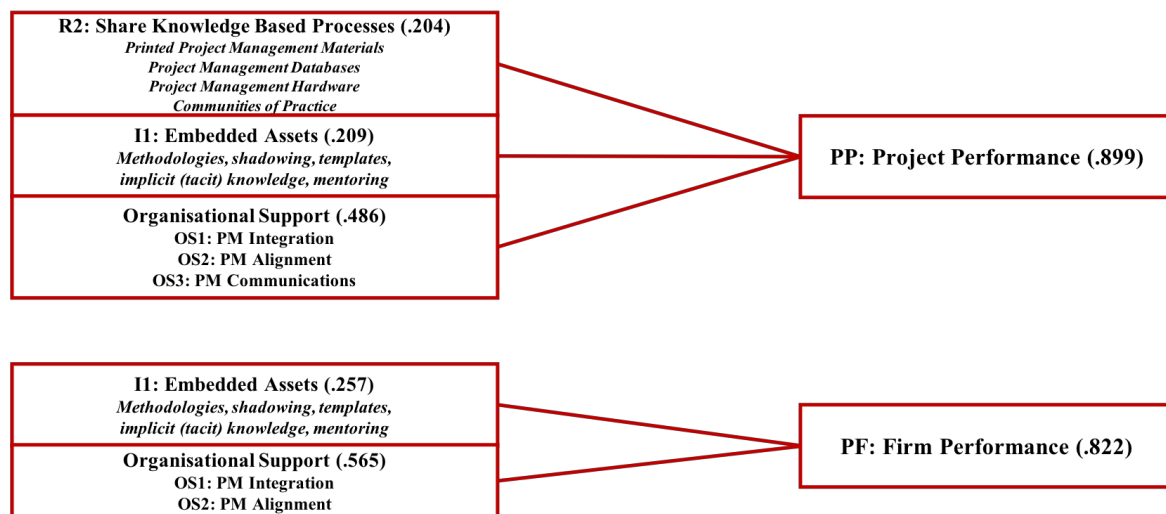 R2: Share Knowledge Based Processes (.204)
Printed Project Management Materials
Project Management Databases
Project Management Hardware
Communities of Practice
I1: Embedded Assets (.209)
Methodologies, shadowing, templates,
implicit (tacit) knowledge, mentoring
Organisational Support (.486)
OS1: PM Integration
OS2: PM Alignment
OS3: PM Communications
PP: Project Performance (.899)
I1: Embedded Assets (.257)
Methodologies, shadowing, templates,
implicit (tacit) knowledge, mentoring
Organisational Support (.565)
OS1: PM Integration
OS2: PM Alignment
PF: Firm Performance (.822)